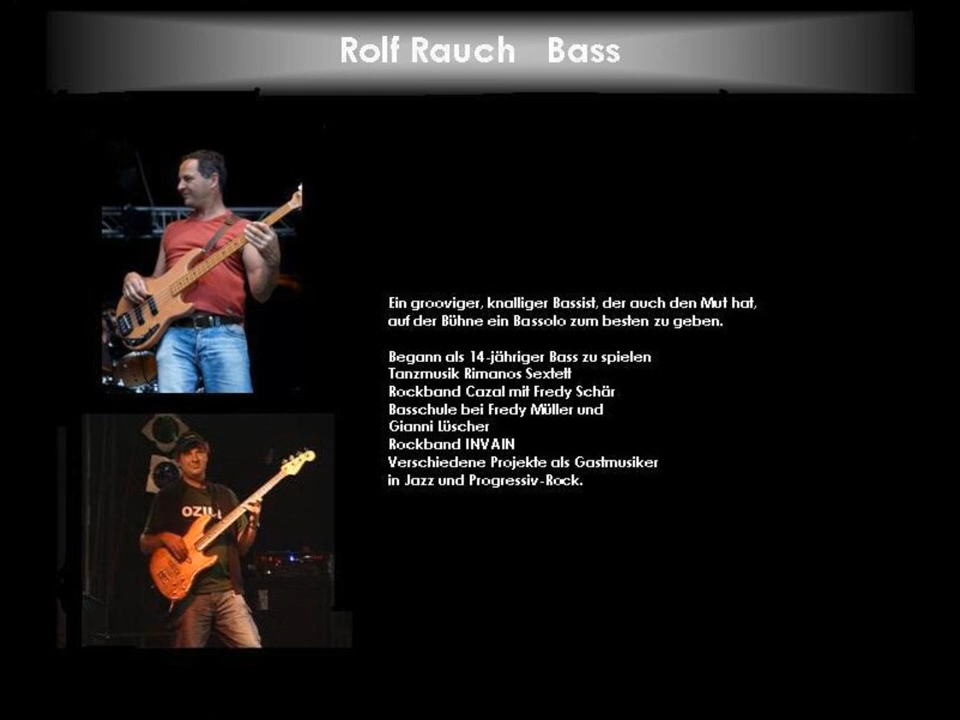 Rolf Rauch Bass
Ein grooviger, knalliger Bassist, der auch den Mut hat,
auf der Bühne ein Bassolo zum besten zu geben.
Begann als 14-jähriger Bass zu spielen
Tanzmusik Rimanos Sextett
Rockband Cazal mit Fredy Schär
Basschule bei Fredy Müller und
Gianni Lüscher
Rockband INVAIN
Verschiedene Projekte als Gastmusiker
in Jazz und Progressiv-Rock.